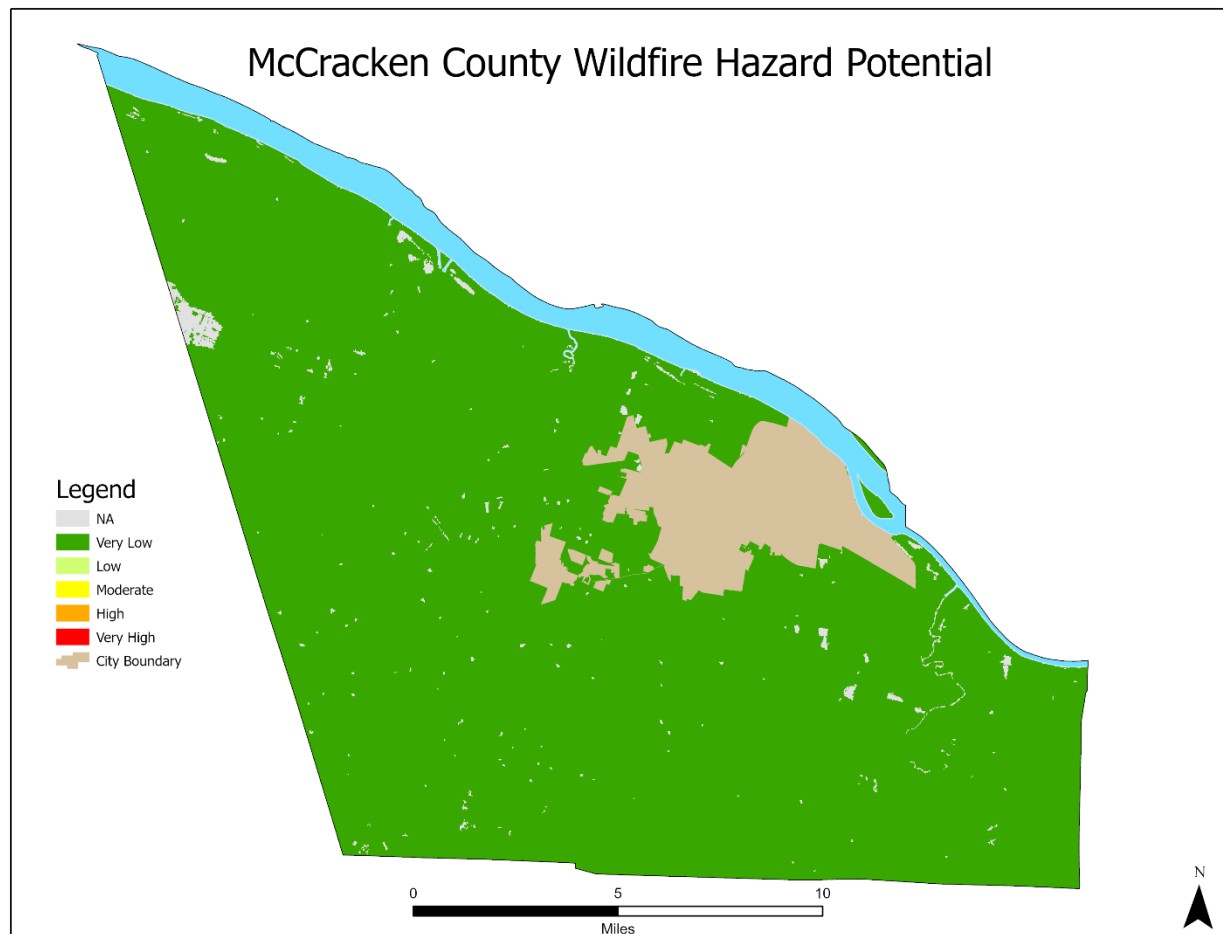 McCracken County Wildfire Hazard Potential
Legend
NA
Very Low
Low
Moderate
High
Very High
City Boundary
0 5 10
Miles
N